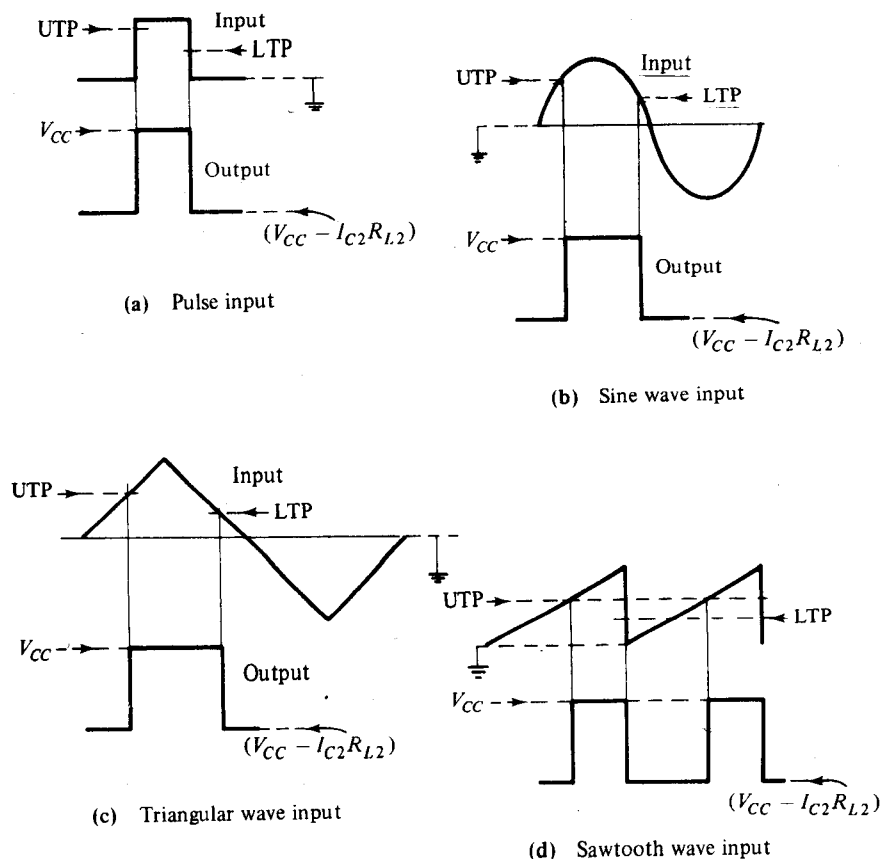 Input
UTP
LTP
V_CC
Output
(V_CC − I_C2 R_L2)
(a) Pulse input
Input
UTP
LTP
V_CC
Output
(V_CC − I_C2 R_L2)
(b) Sine wave input
Input
UTP
LTP
V_CC
Output
(V_CC − I_C2 R_L2)
(c) Triangular wave input
UTP
LTP
V_CC
(V_CC − I_C2 R_L2)
(d) Sawtooth wave input